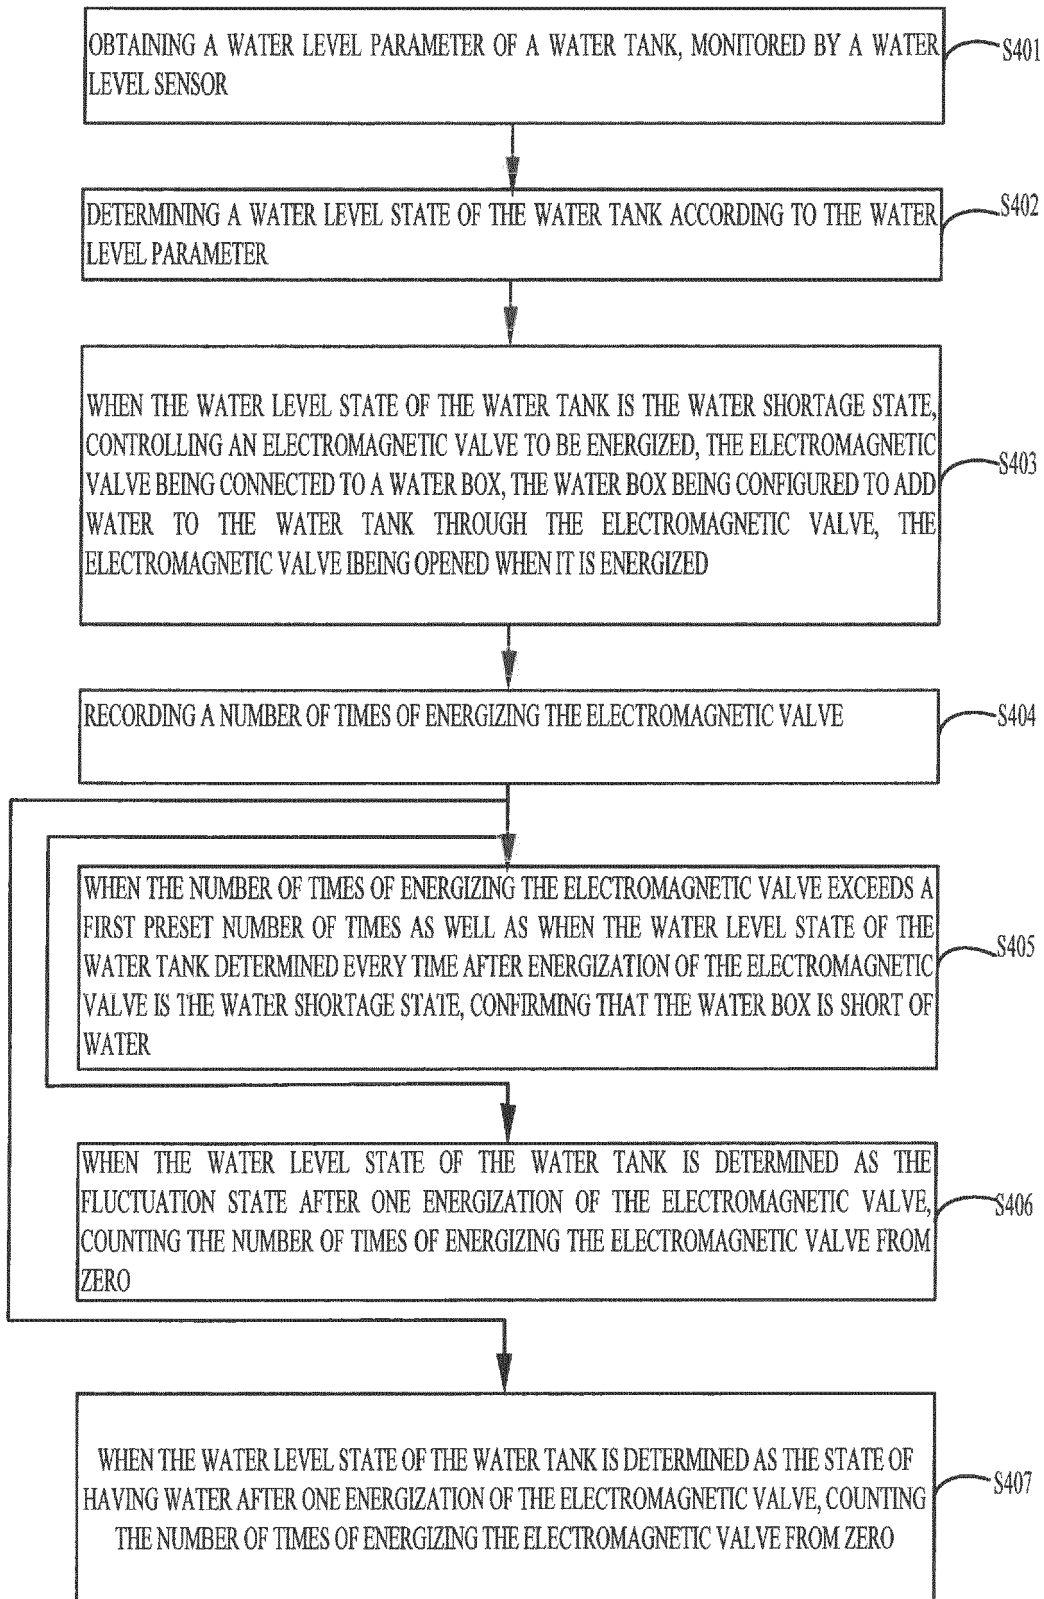 OBTAINING A WATER LEVEL PARAMETER OF A WATER TANK, MONITORED BY A WATER
LEVEL SENSOR
S401
DETERMINING A WATER LEVEL STATE OF THE WATER TANK ACCORDING TO THE WATER
LEVEL PARAMETER
S402
WHEN THE WATER LEVEL STATE OF THE WATER TANK IS THE WATER SHORTAGE STATE,
CONTROLLING AN ELECTROMAGNETIC VALVE TO BE ENERGIZED, THE ELECTROMAGNETIC
VALVE BEING CONNECTED TO A WATER BOX, THE WATER BOX BEING CONFIGURED TO ADD
WATER TO THE WATER TANK THROUGH THE ELECTROMAGNETIC VALVE, THE
ELECTROMAGNETIC VALVE IBEING OPENED WHEN IT IS ENERGIZED
S403
RECORDING A NUMBER OF TIMES OF ENERGIZING THE ELECTROMAGNETIC VALVE
S404
WHEN THE NUMBER OF TIMES OF ENERGIZING THE ELECTROMAGNETIC VALVE EXCEEDS A
FIRST PRESET NUMBER OF TIMES AS WELL AS WHEN THE WATER LEVEL STATE OF THE
WATER TANK DETERMINED EVERY TIME AFTER ENERGIZATION OF THE ELECTROMAGNETIC
VALVE IS THE WATER SHORTAGE STATE, CONFIRMING THAT THE WATER BOX IS SHORT OF
WATER
S405
WHEN THE WATER LEVEL STATE OF THE WATER TANK IS DETERMINED AS THE
FLUCTUATION STATE AFTER ONE ENERGIZATION OF THE ELECTROMAGNETIC VALVE,
COUNTING THE NUMBER OF TIMES OF ENERGIZING THE ELECTROMAGNETIC VALVE FROM
ZERO
S406
WHEN THE WATER LEVEL STATE OF THE WATER TANK IS DETERMINED AS THE STATE OF
HAVING WATER AFTER ONE ENERGIZATION OF THE ELECTROMAGNETIC VALVE, COUNTING
THE NUMBER OF TIMES OF ENERGIZING THE ELECTROMAGNETIC VALVE FROM ZERO
S407